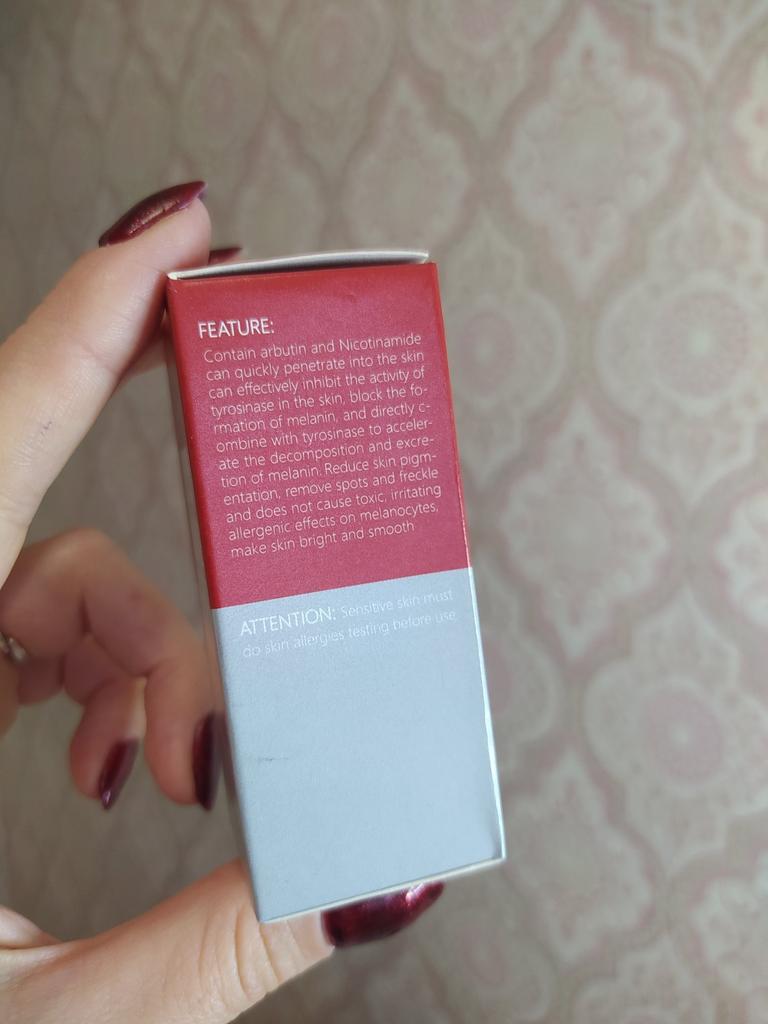 FEATURE:
Contain arbutin and Nicotinamide
can quickly penetrate into the skin
can effectively inhibit the activity of
tyrosinase in the skin, block the fo-
rmation of melanin, and directly c-
ombine with tyrosinase to acceler-
ate the decomposition and excre-
tion of melanin. Reduce skin pigm-
entation, remove spots and freckle
and does not cause toxic, irritating
allergenic effects on melanocytes,
make skin bright and smooth
ATTENTION: Sensitive skin must
do skin allergies testing before use